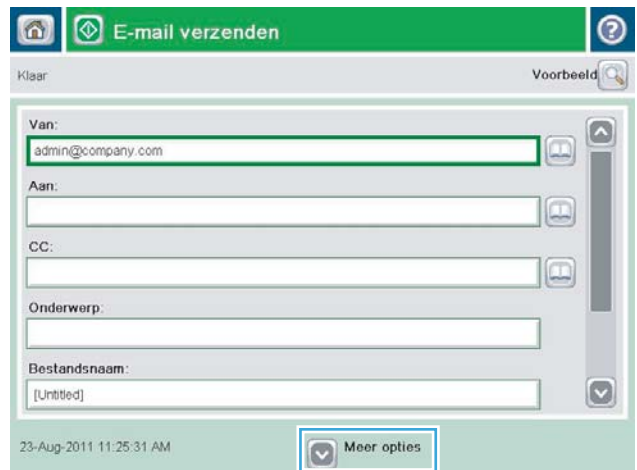 E-mail verzenden
?
Klaar
Voorbeeld
Van:
admin@company.com
Aan:
CC:
Onderwerp:
Bestandsnaam:
[Untitled]
23-Aug-2011 11:25:31 AM
Meer opties